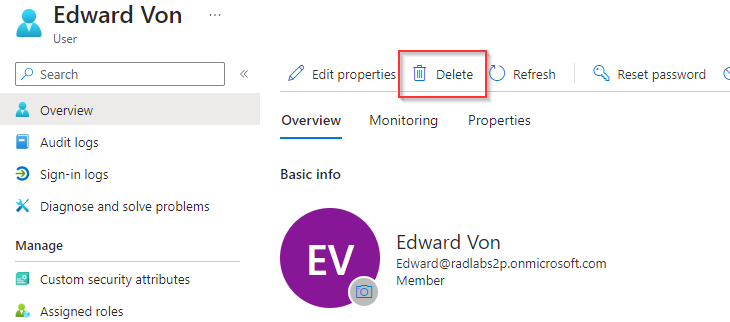 Edward Von ...
User
Search
Edit properties Delete Refresh Reset password
Overview
Audit logs
Sign-in logs
Diagnose and solve problems
Manage
Custom security attributes
Assigned roles
Overview Monitoring Properties
Basic info
EV
Edward Von
Edward@radlabs2p.onmicrosoft.com
Member